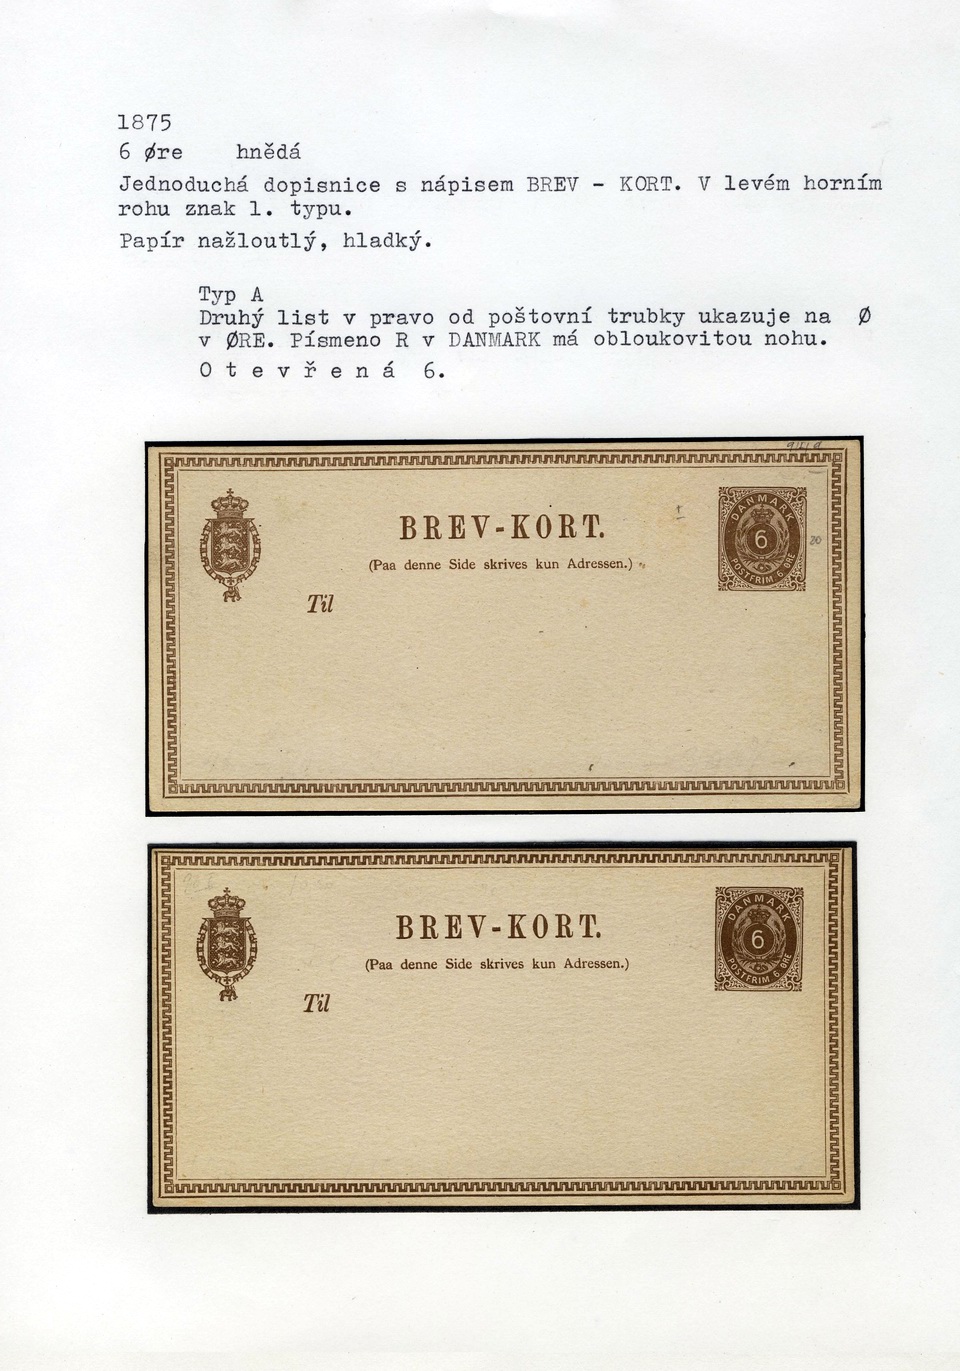 1875
6 Øre hnědá
Jednoduchá dopisnice s nápisem BREV - KORT. V levém horním
rohu znak 1. typu.
Papír nažloutlý, hladký.
Typ A
Druhý list v pravo od poštovní trubky ukazuje na Ø
v ØRE. Písmeno R v DANMARK má obloukovitou nohu.
O t e v ř e n á 6.
BREV-KORT.
(Paa denne Side skrives kun Adressen.)
Til
DANMARK
6
POSTFRIM 6 ØRE
20
BREV-KORT.
(Paa denne Side skrives kun Adressen.)
Til
DANMARK
6
POSTFRIM 6 ØRE